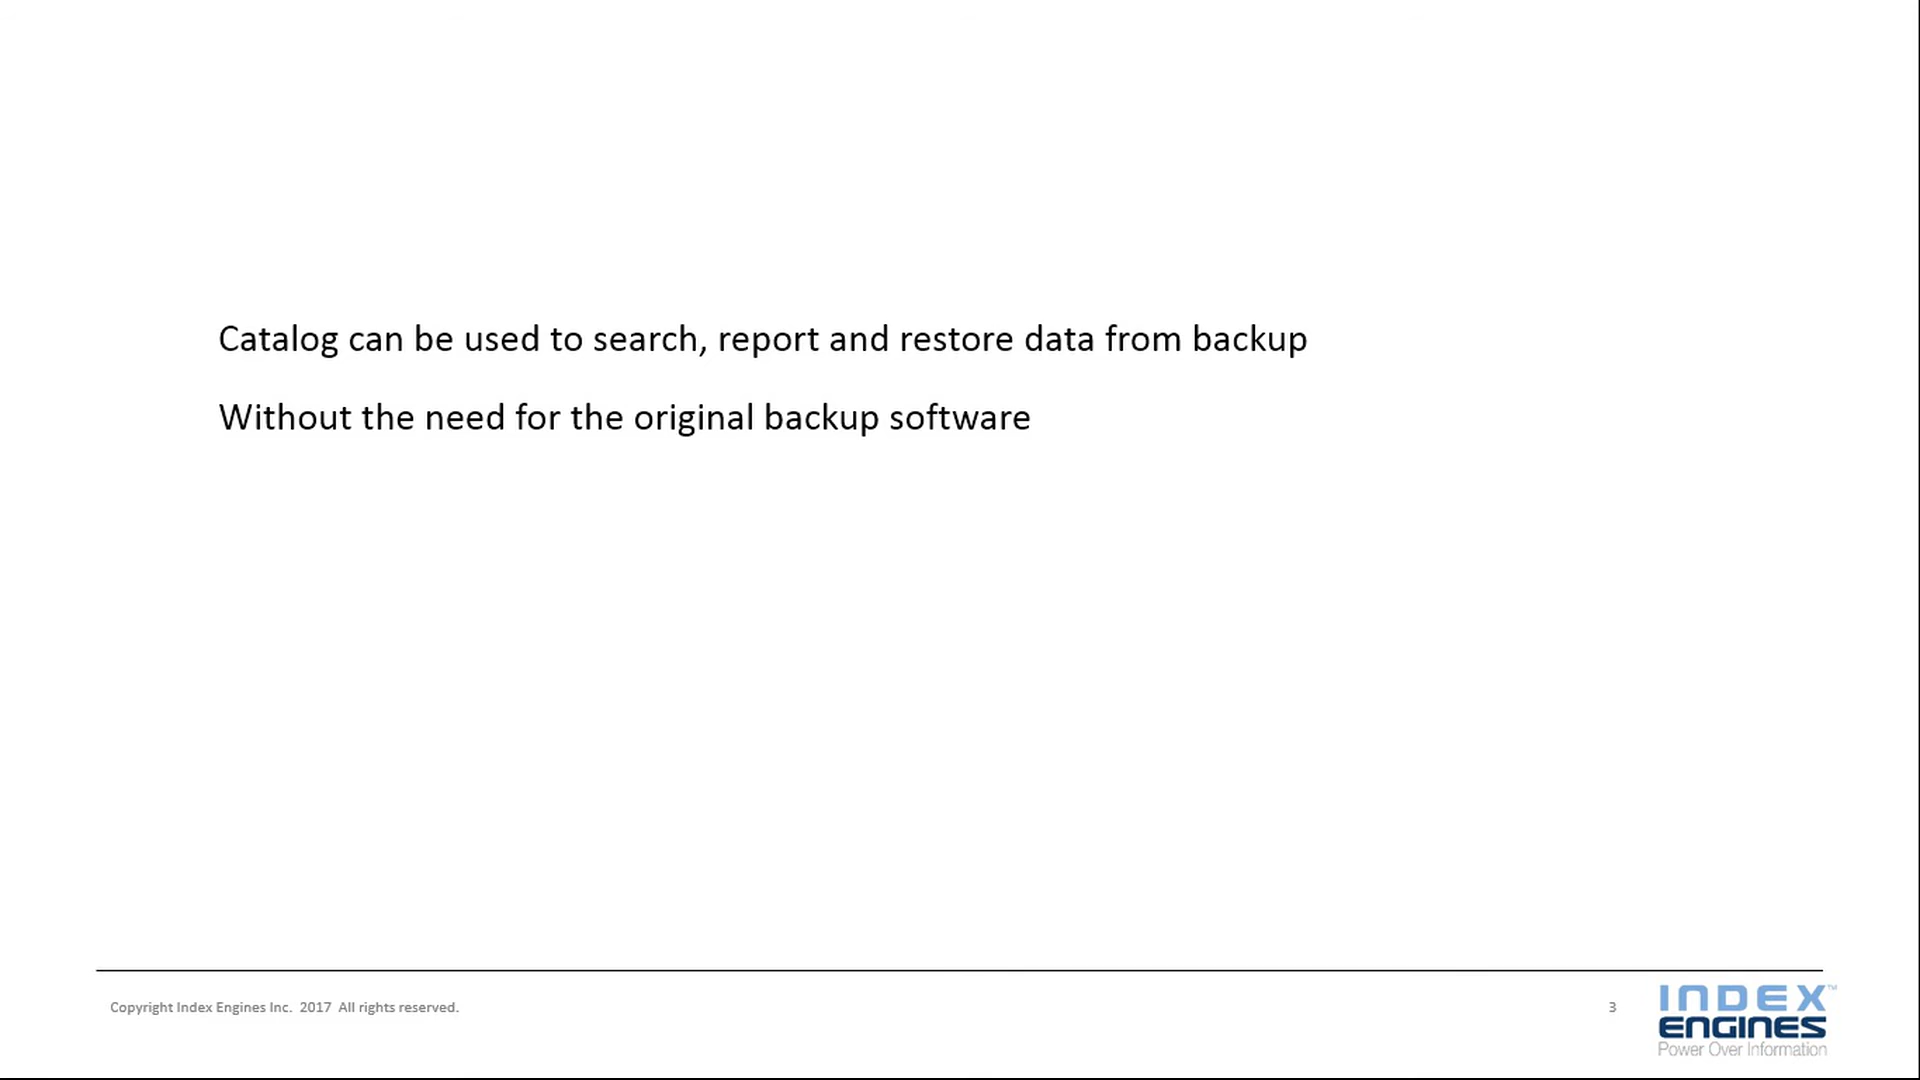 Catalog can be used to search, report and restore data from backup
Without the need for the original backup software
Copyright Index Engines Inc. 2017 All rights reserved.
3
INDEX™
ENGINES
Power Over Information